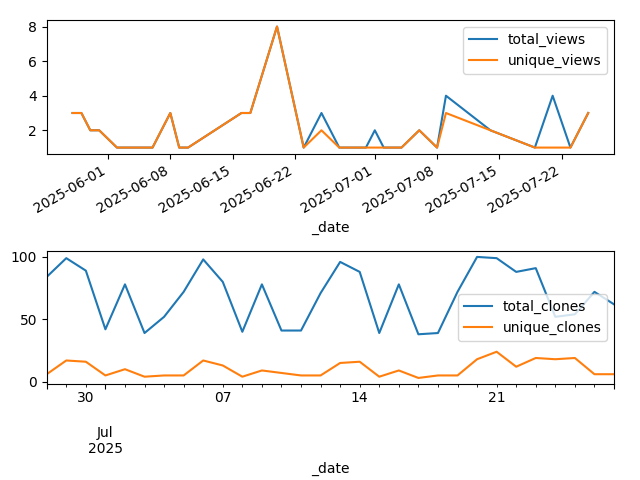 8
6
4
2
total_views
unique_views
2025-06-01
2025-06-08
2025-06-15
2025-06-22
2025-07-01
2025-07-08
2025-07-15
2025-07-22
_date
100
50
0
total_clones
unique_clones
30
07
14
21
Jul
2025
_date